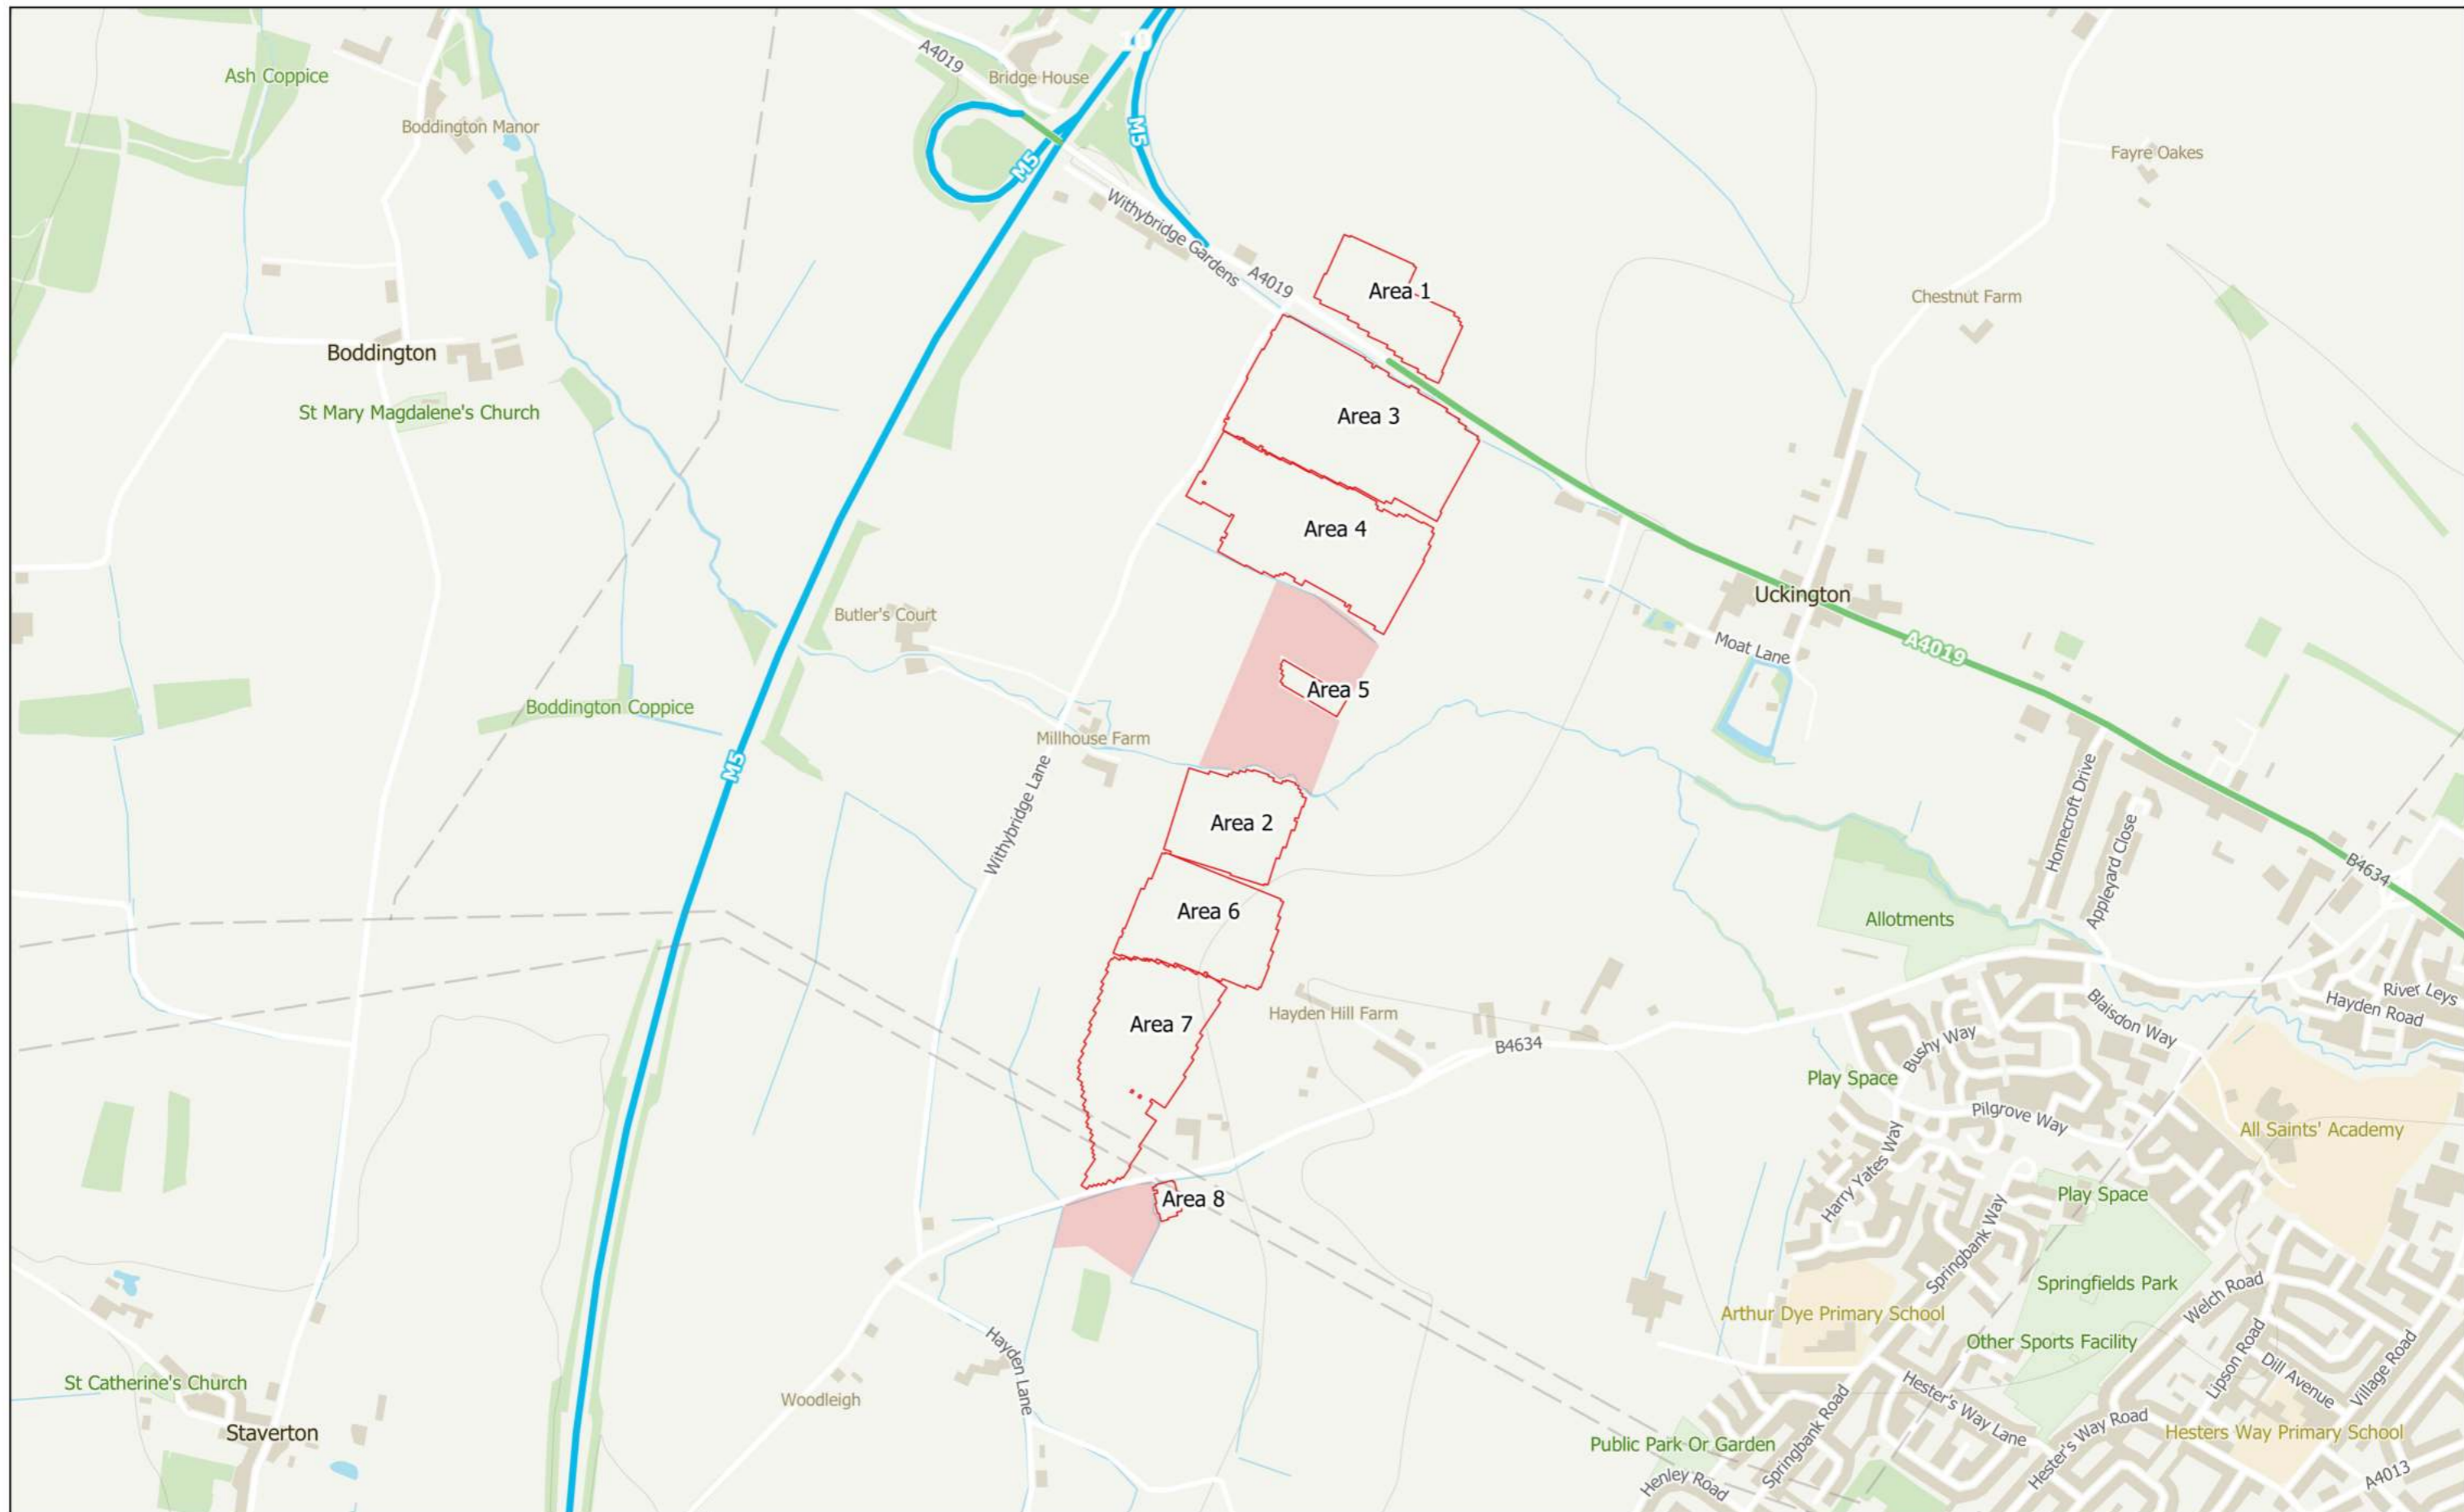 10
A4019
Bridge House
Ash Coppice
Boddington Manor
M5
M5
Fayre Oakes
Withybridge Gardens
A4019
Area 1
Chestnut Farm
Boddington
St Mary Magdalene's Church
Area 3
Area 4
Uckington
Butler's Court
Moat Lane
A4019
Area 5
Boddington Coppice
Millhouse Farm
M5
Withybridge Lane
Area 2
Homecroft Drive
Appleyard Close
B4634
Area 6
Allotments
River Leys
Hayden Road
Hayden Hill Farm
Area 7
Blaisdon Way
B4634
Bushy Way
Play Space
Pilgrove Way
All Saints' Academy
Harry Yates Way
Area 8
Play Space
Springbank Way
Springfields Park
Welch Road
Arthur Dye Primary School
Other Sports Facility
Hayden Lane
Lipson Road
Dill Avenue
Village Road
St Catherine's Church
Woodleigh
Hester's Way Lane
Staverton
Springbank Road
Hester's Way Road
Hesters Way Primary School
Public Park Or Garden
A4013
Henley Road